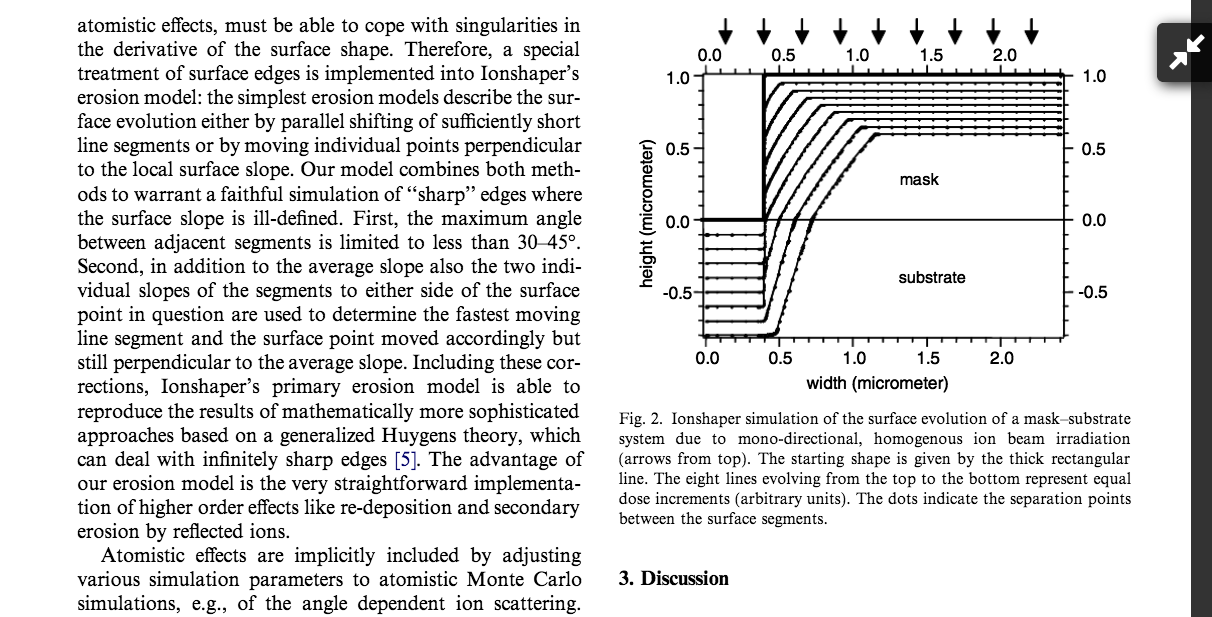 atomistic effects, must be able to cope with singularities in
the derivative of the surface shape. Therefore, a special
treatment of surface edges is implemented into Ionshaper’s
erosion model: the simplest erosion models describe the sur-
face evolution either by parallel shifting of sufficiently short
line segments or by moving individual points perpendicular
to the local surface slope. Our model combines both meth-
ods to warrant a faithful simulation of “sharp” edges where
the surface slope is ill-defined. First, the maximum angle
between adjacent segments is limited to less than 30–45°.
Second, in addition to the average slope also the two indi-
vidual slopes of the segments to either side of the surface
point in question are used to determine the fastest moving
line segment and the surface point moved accordingly but
still perpendicular to the average slope. Including these cor-
rections, Ionshaper’s primary erosion model is able to
reproduce the results of mathematically more sophisticated
approaches based on a generalized Huygens theory, which
can deal with infinitely sharp edges [5]. The advantage of
our erosion model is the very straightforward implementa-
tion of higher order effects like re-deposition and secondary
erosion by reflected ions.
Atomistic effects are implicitly included by adjusting
various simulation parameters to atomistic Monte Carlo
simulations, e.g., of the angle dependent ion scattering.
0.0 0.5 1.0 1.5 2.0
1.0 1.0
0.5 0.5
mask
0.0 0.0
substrate
-0.5 -0.5
height (micrometer)
0.0 0.5 1.0 1.5 2.0
width (micrometer)
Fig. 2. Ionshaper simulation of the surface evolution of a mask–substrate
system due to mono-directional, homogenous ion beam irradiation
(arrows from top). The starting shape is given by the thick rectangular
line. The eight lines evolving from the top to the bottom represent equal
dose increments (arbitrary units). The dots indicate the separation points
between the surface segments.
3. Discussion